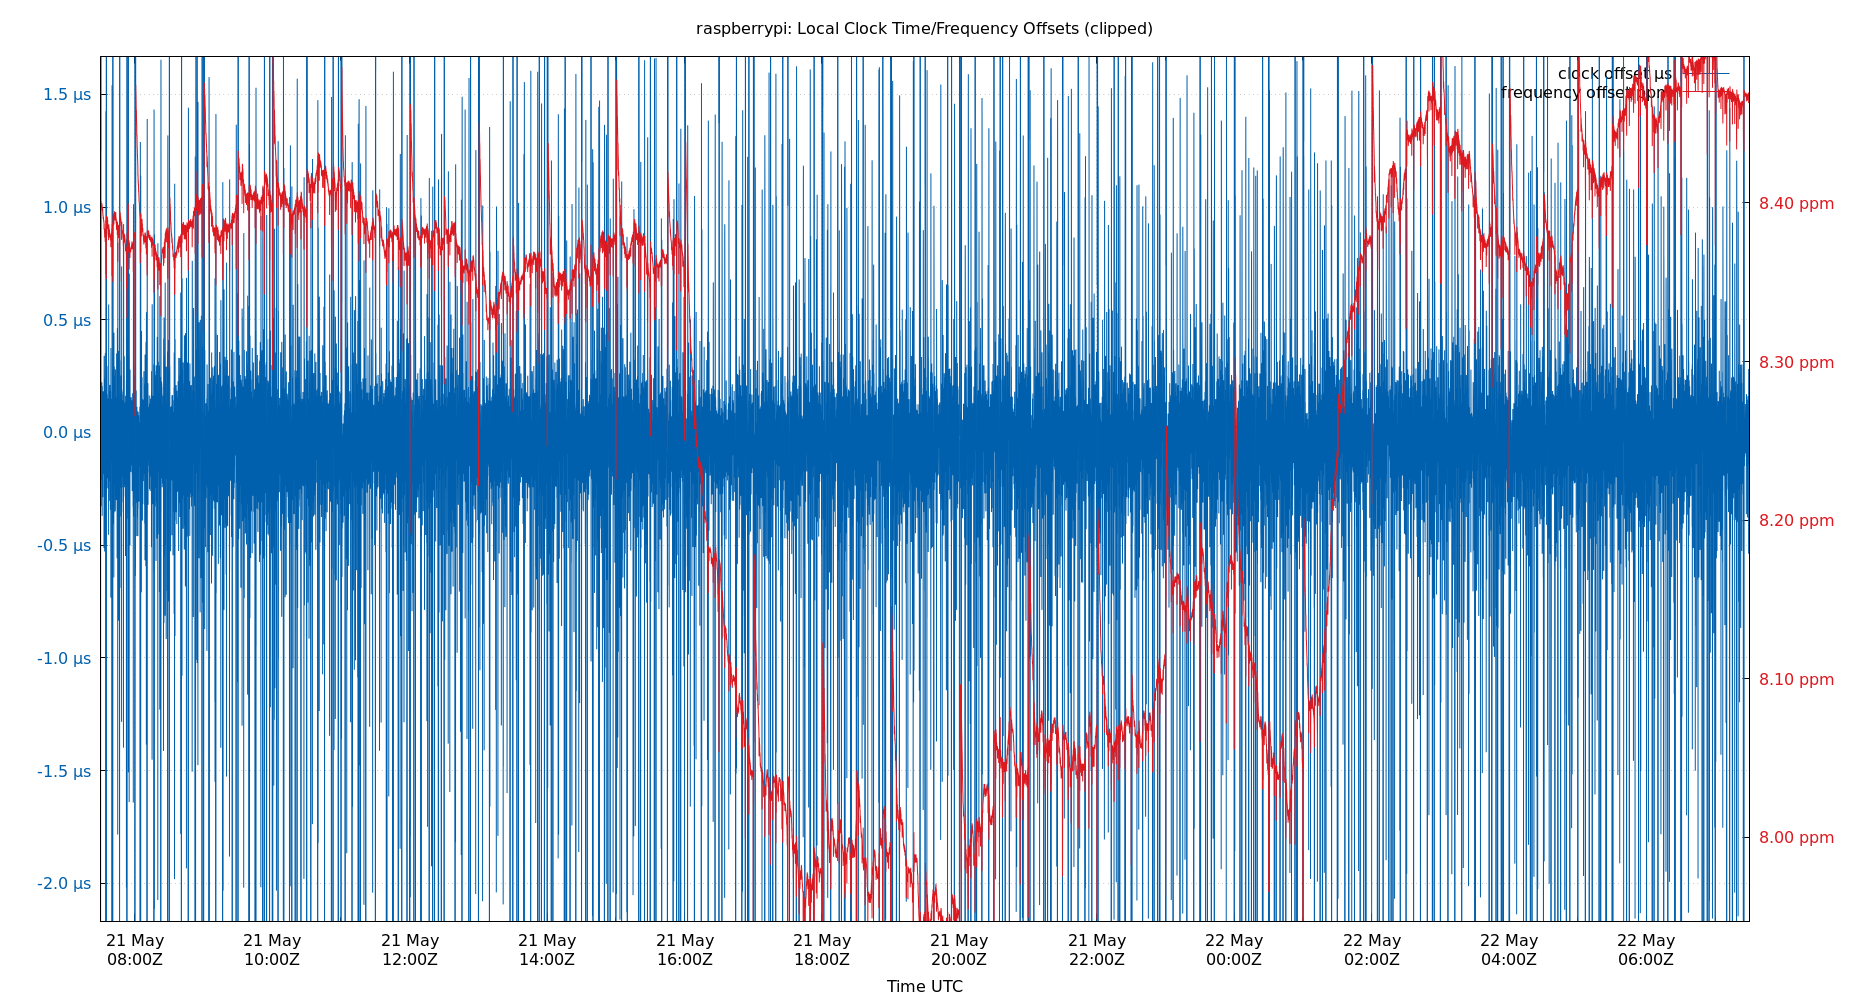 raspberrypi: Local Clock Time/Frequency Offsets (clipped)
clock offset µs
frequency offset ppm
1.5 µs
1.0 µs
0.5 µs
0.0 µs
-0.5 µs
-1.0 µs
-1.5 µs
-2.0 µs
8.40 ppm
8.30 ppm
8.20 ppm
8.10 ppm
8.00 ppm
21 May 21 May 21 May 21 May 21 May 21 May 21 May 21 May 22 May 22 May 22 May 22 May
08:00Z 10:00Z 12:00Z 14:00Z 16:00Z 18:00Z 20:00Z 22:00Z 00:00Z 02:00Z 04:00Z 06:00Z
Time UTC